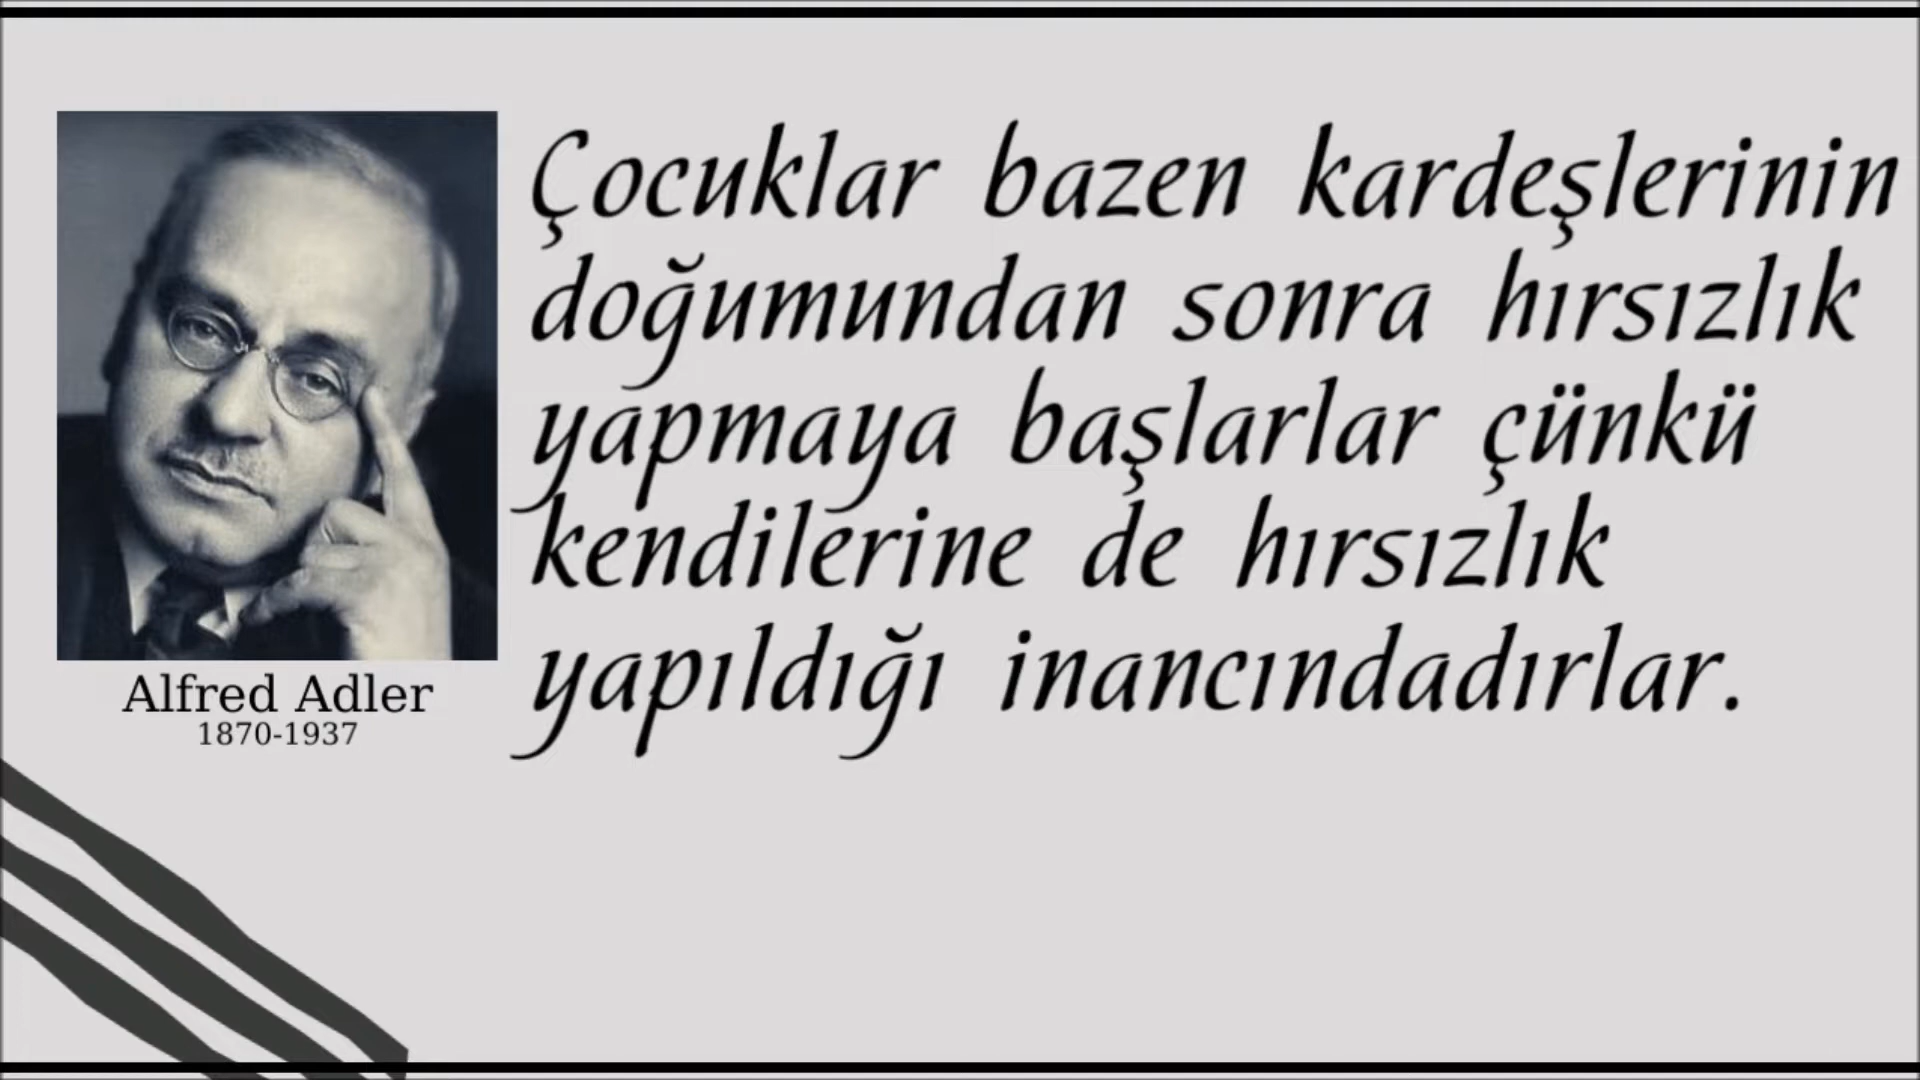 Çocuklar bazen kardeşlerinin
doğumundan sonra hırsızlık
yapmaya başlarlar çünkü
kendilerine de hırsızlık
yapıldığı inancındadırlar.
Alfred Adler
1870-1937